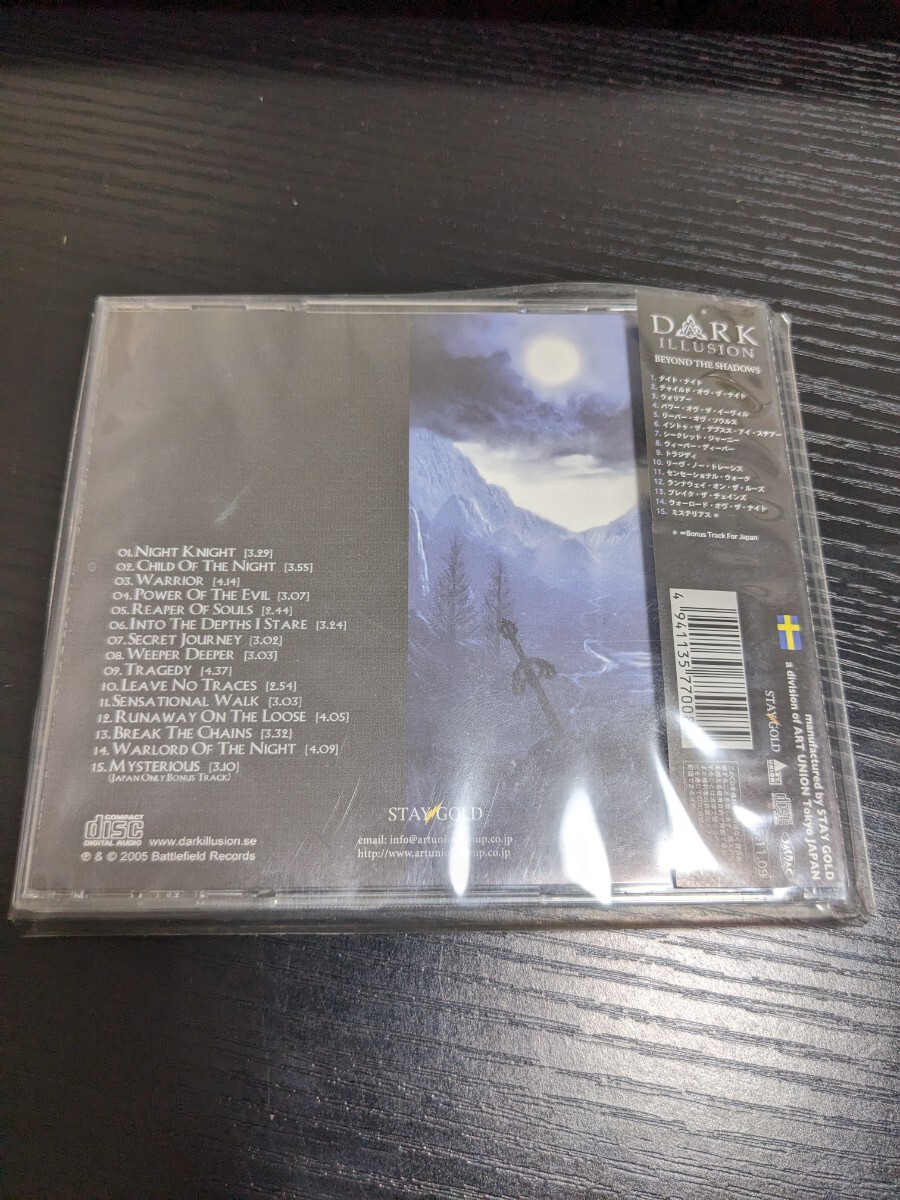 01. NIGHT KNIGHT [3.29]
02. CHILD OF THE NIGHT [3.55]
03. WARRIOR [4.14]
04. POWER OF THE EVIL [3.07]
05. REAPER OF SOULS [2.44]
06. INTO THE DEPTHS I STARE [3.24]
07. SECRET JOURNEY [3.02]
08. WEEPER DEEPER [3.03]
09. TRAGEDY [4.37]
10. LEAVE NO TRACES [2.54]
11. SENSATIONAL WALK [3.03]
12. RUNAWAY ON THE LOOSE [4.05]
13. BREAK THE CHAINS [3.32]
14. WARLORD OF THE NIGHT [4.09]
15. MYSTERIOUS [3.10]
(JAPAN ONLY BONUS TRACK)
COMPACT
disc
DIGITAL AUDIO
www.darkillusion.se
℗ & © 2005 Battlefield Records
STAY GOLD
email: info@artunio up.co.jp
http://www.artuni up.co.jp
DARK
ILLUSION
BEYOND THE SHADOWS
1. ナイト・ナイト
2. チャイルド・オヴ・ザ・ナイト
3. ウォリアー
4. パワー・オヴ・ザ・イーヴィル
5. リーパー・オヴ・ソウルス
6. イントゥ・ザ・デプスス・アイ・ステアー
7. シークレット・ジャーニー
8. ウィーパー・ディーパー
9. トラジディ
10. リーヴ・ノー・トレーシス
11. センセーショナル・ウォーク
12. ランナウェイ・オン・ザ・ルーズ
13. ブレイク・ザ・チェインズ
14. ウォーロード・オヴ・ザ・ナイト
15. ミステリアス *
* =Bonus Track For Japan
4 941135 7700
manufactured by STAY GOLD
a division of ART UNION Tokyo JAPAN
STAY GOLD
ART UNION
11.09